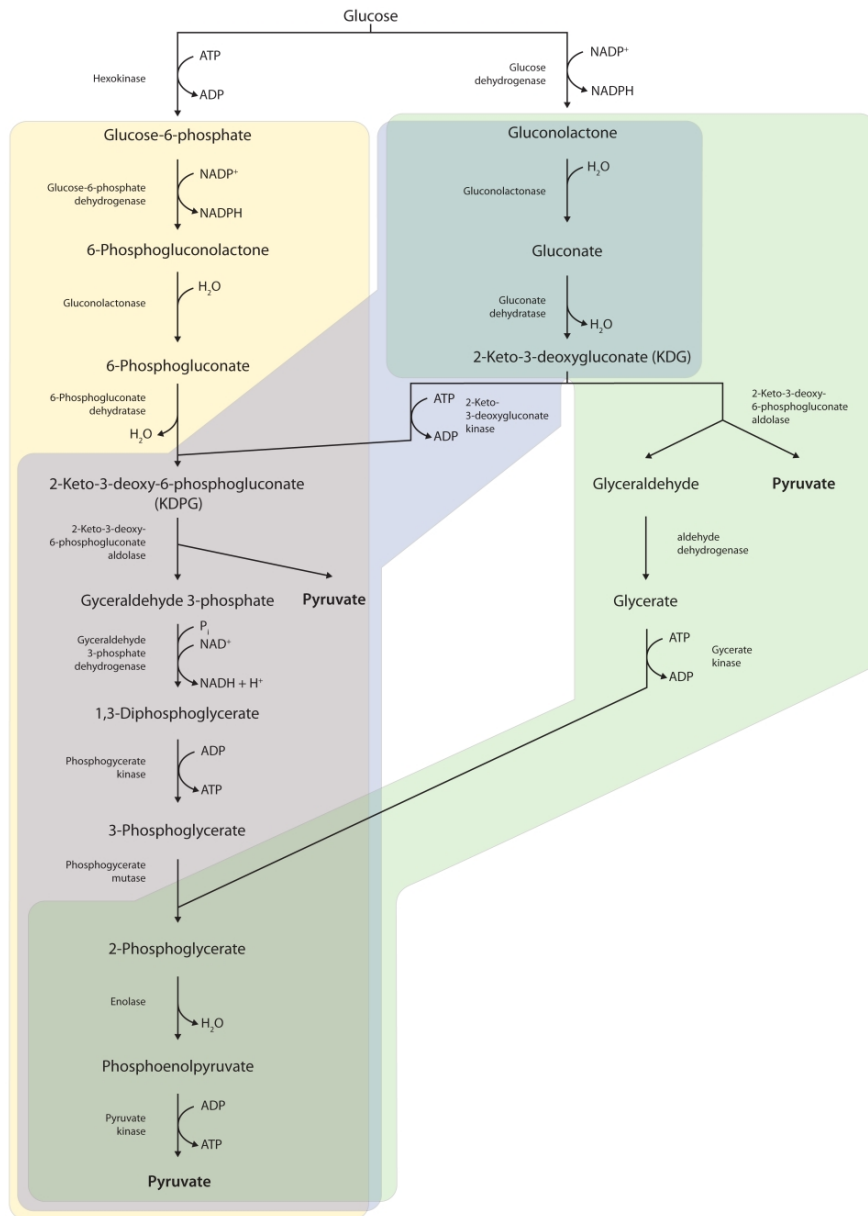 Glucose
Hexokinase
ATP
ADP
Glucose
dehydrogenase
NADP⁺
NADPH
Glucose-6-phosphate
Glucose-6-phosphate
dehydrogenase
NADP⁺
NADPH
6-Phosphogluconolactone
Gluconolactonase
H₂O
6-Phosphogluconate
6-Phosphogluconate
dehydratase
H₂O
Gluconolactone
Gluconolactonase
H₂O
Gluconate
Gluconate
dehydratase
H₂O
2-Keto-3-deoxygluconate (KDG)
ATP
ADP
2-Keto-
3-deoxygluconate
kinase
2-Keto-3-deoxy-
6-phosphogluconate
aldolase
2-Keto-3-deoxy-6-phosphogluconate
(KDPG)
2-Keto-3-deoxy-
6-phosphogluconate
aldolase
Gyceraldehyde 3-phosphate
Pyruvate
Gyceraldehyde
3-phosphate
dehydrogenase
Pᵢ
NAD⁺
NADH + H⁺
1,3-Diphosphoglycerate
Phosphogycerate
kinase
ADP
ATP
3-Phosphoglycerate
Phosphogycerate
mutase
Glyceraldehyde
Pyruvate
aldehyde
dehydrogenase
Glycerate
ATP
ADP
Gycerate
kinase
2-Phosphoglycerate
Enolase
H₂O
Phosphoenolpyruvate
Pyruvate
kinase
ADP
ATP
Pyruvate